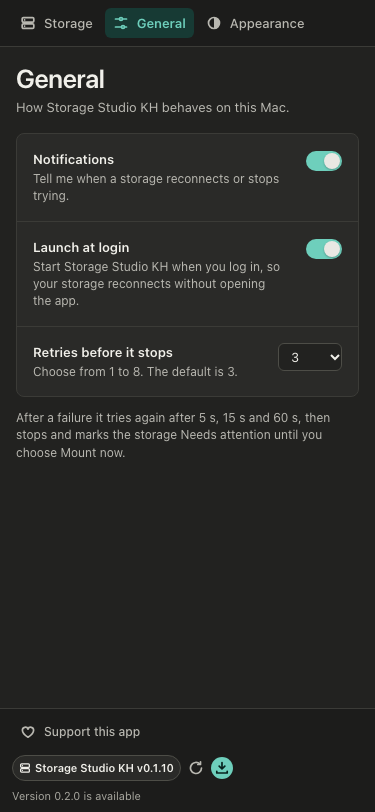 Storage
General
Appearance
General
How Storage Studio KH behaves on this Mac.
Notifications
Tell me when a storage reconnects or stops
trying.
Launch at login
Start Storage Studio KH when you log in, so
your storage reconnects without opening
the app.
Retries before it stops
Choose from 1 to 8. The default is 3.
3
After a failure it tries again after 5 s, 15 s and 60 s, then
stops and marks the storage Needs attention until you
choose Mount now.
Support this app
Storage Studio KH v0.1.10
Version 0.2.0 is available